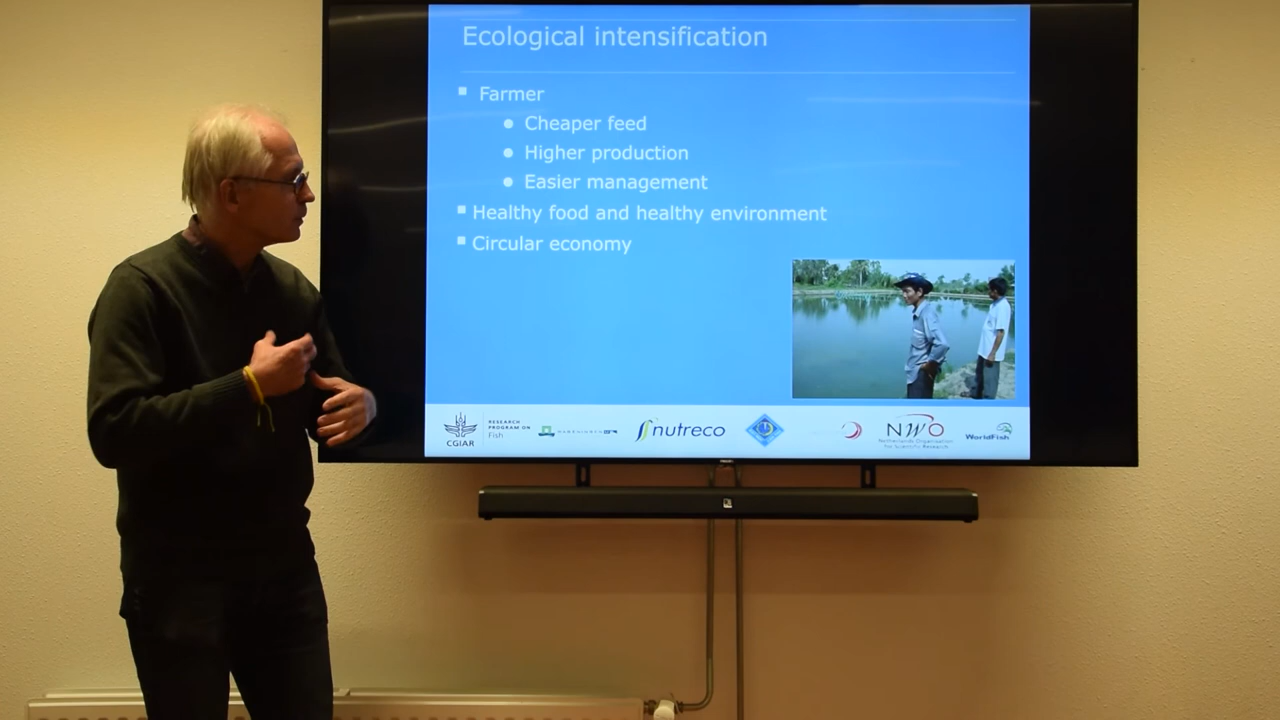 Ecological intensification
Farmer
Cheaper feed
Higher production
Easier management
Healthy food and healthy environment
Circular economy
CGIAR
RESEARCH
PROGRAM ON
Fish
nutreco
NWO
Netherlands Organisation
for Scientific Research
WorldFish